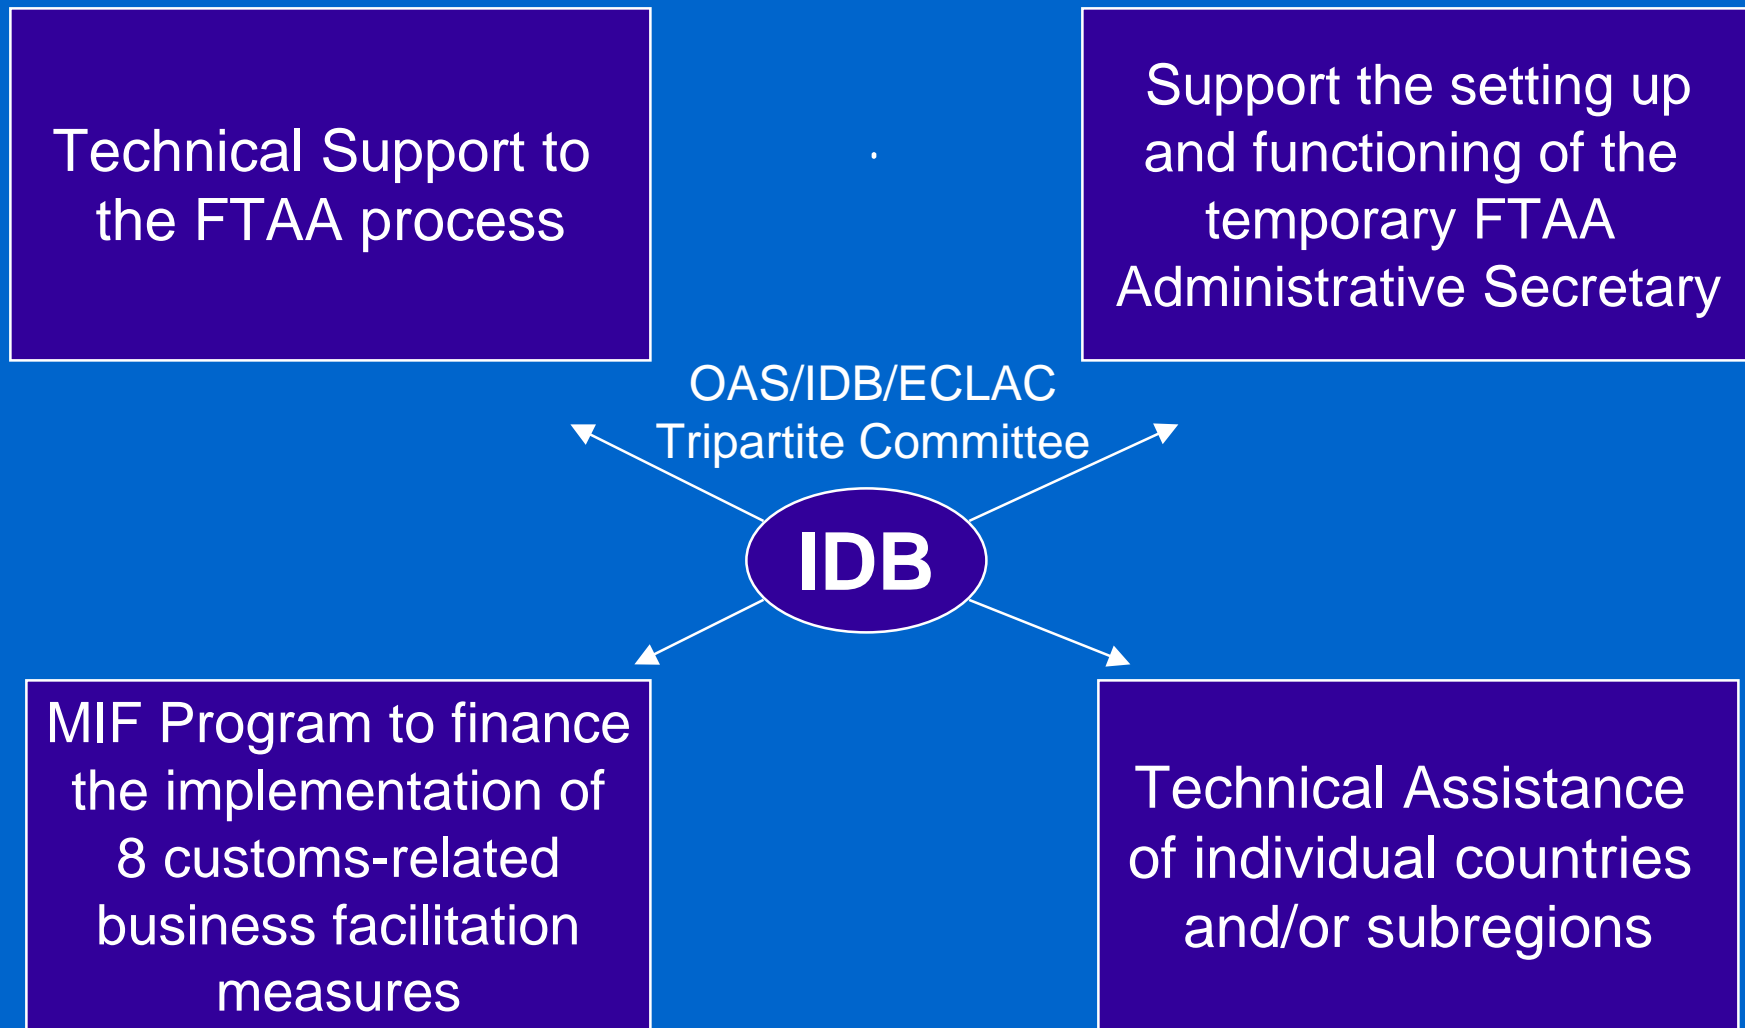 Technical Support to
the FTAA process
.
Support the setting up
and functioning of the
temporary FTAA
Administrative Secretary
OAS/IDB/ECLAC
Tripartite Committee
IDB
MIF Program to finance
the implementation of
8 customs-related
business facilitation
measures
Technical Assistance
of individual countries
and/or subregions